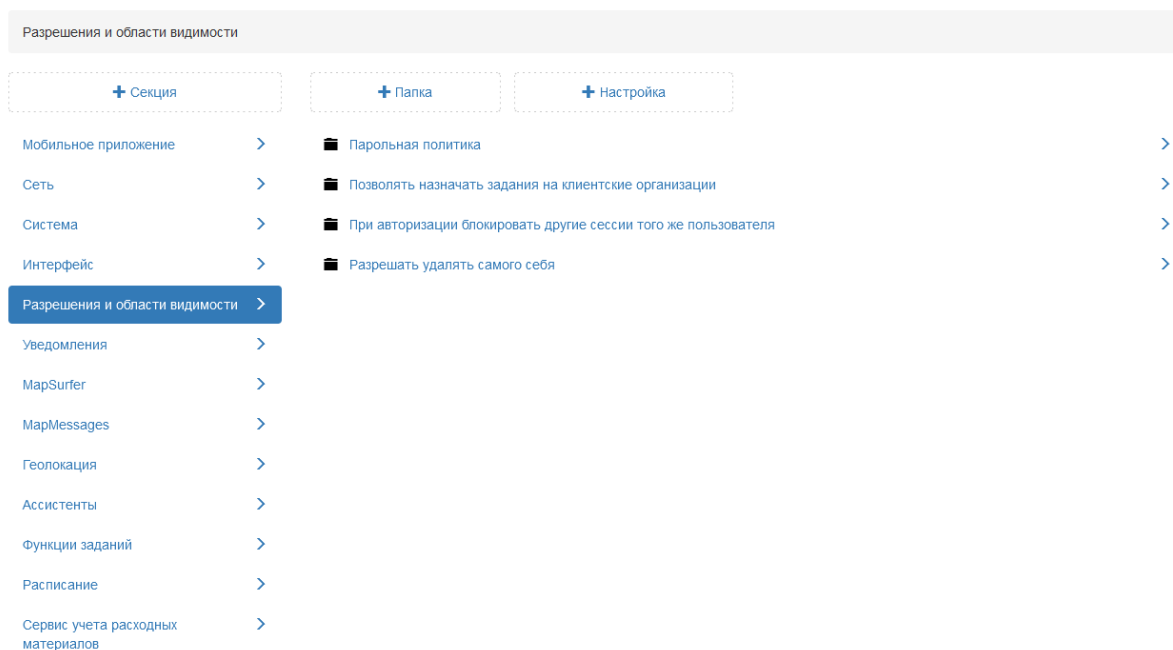 Разрешения и области видимости
+ Секция
+ Папка
+ Настройка
Мобильное приложение
Сеть
Система
Интерфейс
Разрешения и области видимости
Уведомления
MapSurfer
MapMessages
Геолокация
Ассистенты
Функции заданий
Расписание
Сервис учета расходных
материалов
Парольная политика
Позволять назначать задания на клиентские организации
При авторизации блокировать другие сессии того же пользователя
Разрешать удалять самого себя